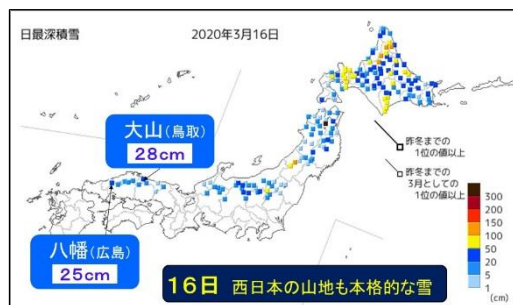 日最深積雪
2020年3月16日
大山(鳥取)
28cm
八幡(広島)
25cm
昨冬までの
1位の値以上
昨冬までの
3月としての
1位の値以上
300
200
150
100
50
20
5
1
(cm)
16日 西日本の山地も本格的な雪